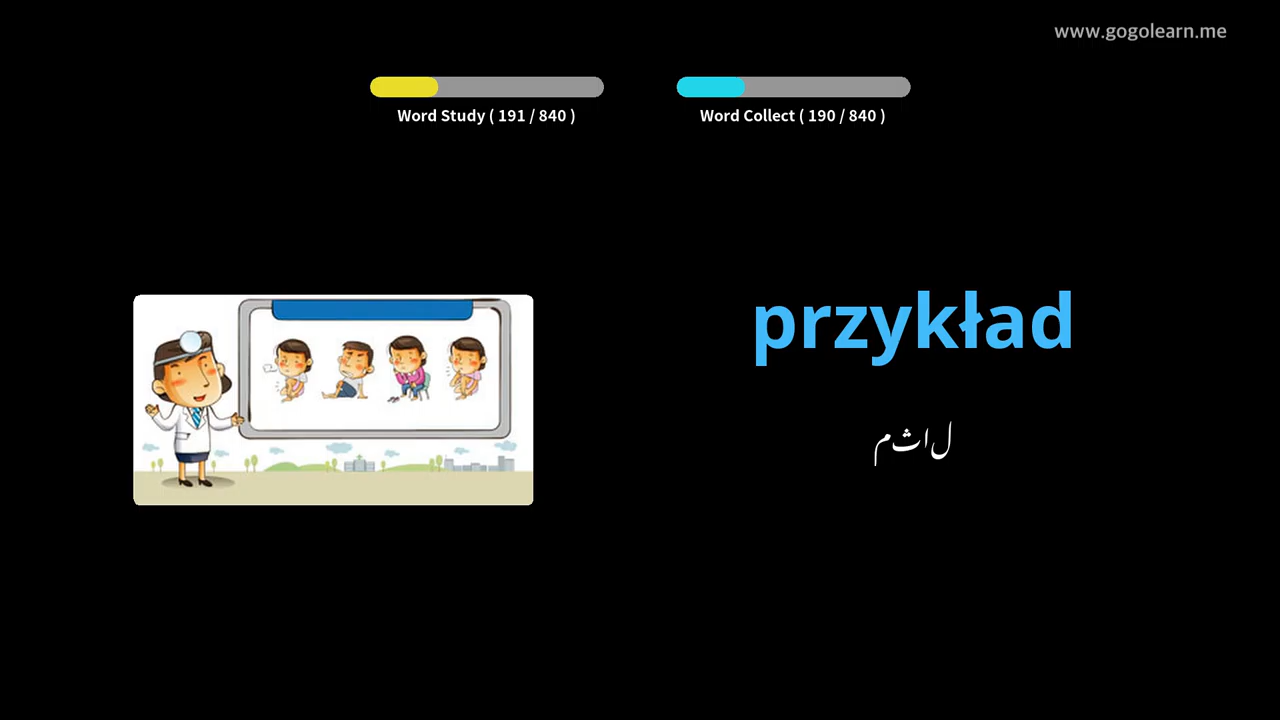 www.gogolearn.me
Word Study ( 191 / 840 )
Word Collect ( 190 / 840 )
przykład
مثال